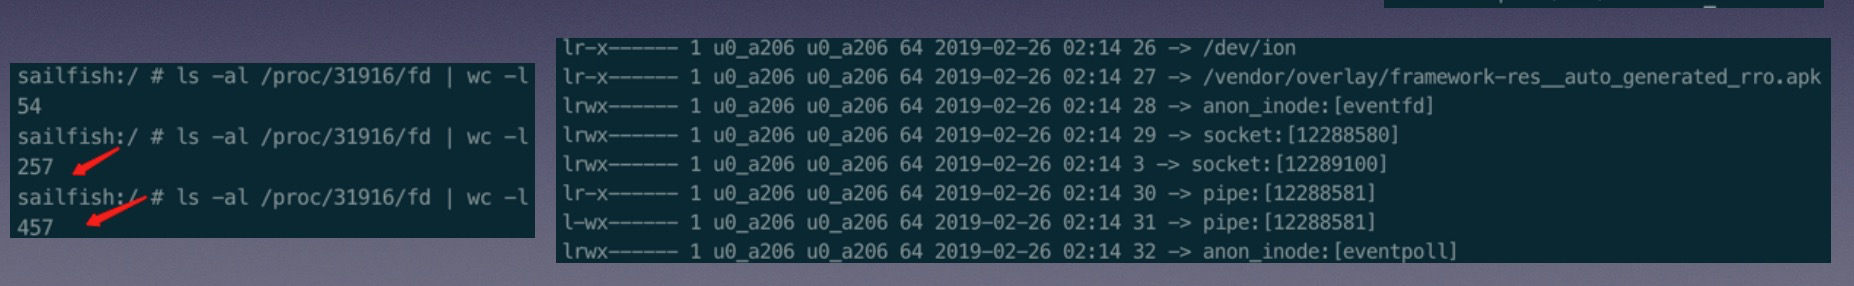 sailfish:/ # ls -al /proc/31916/fd | wc -l
54
sailfish:/ # ls -al /proc/31916/fd | wc -l
257
sailfish:/ # ls -al /proc/31916/fd | wc -l
457
lr-x------ 1 u0_a206 u0_a206 64 2019-02-26 02:14 26 -> /dev/ion
lr-x------ 1 u0_a206 u0_a206 64 2019-02-26 02:14 27 -> /vendor/overlay/framework-res__auto_generated_rro.apk
lrwx------ 1 u0_a206 u0_a206 64 2019-02-26 02:14 28 -> anon_inode:[eventfd]
lrwx------ 1 u0_a206 u0_a206 64 2019-02-26 02:14 29 -> socket:[12288580]
lrwx------ 1 u0_a206 u0_a206 64 2019-02-26 02:14 3 -> socket:[12289100]
lr-x------ 1 u0_a206 u0_a206 64 2019-02-26 02:14 30 -> pipe:[12288581]
l-wx------ 1 u0_a206 u0_a206 64 2019-02-26 02:14 31 -> pipe:[12288581]
lrwx------ 1 u0_a206 u0_a206 64 2019-02-26 02:14 32 -> anon_inode:[eventpoll]